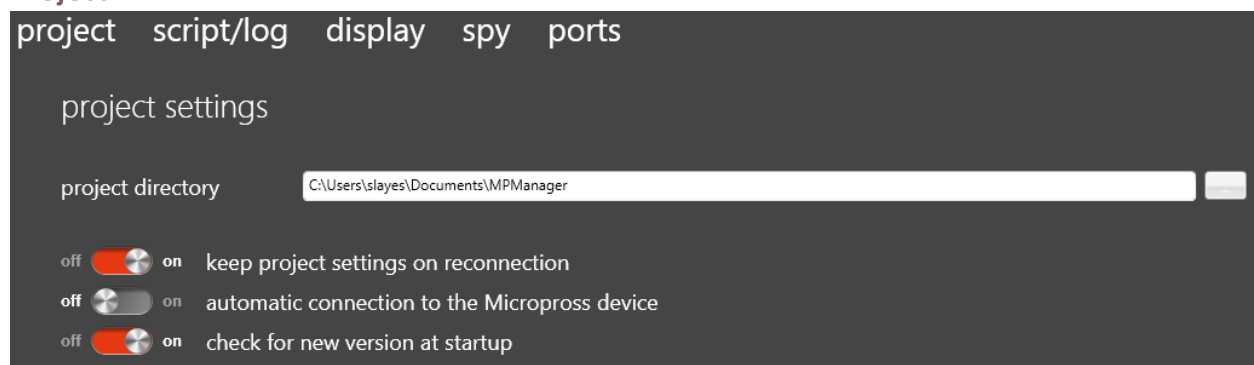 project script/log display spy ports
project settings
project directory C:\Users\slayes\Documents\MPManager ...
off on keep project settings on reconnection
off on automatic connection to the Micropross device
off on check for new version at startup